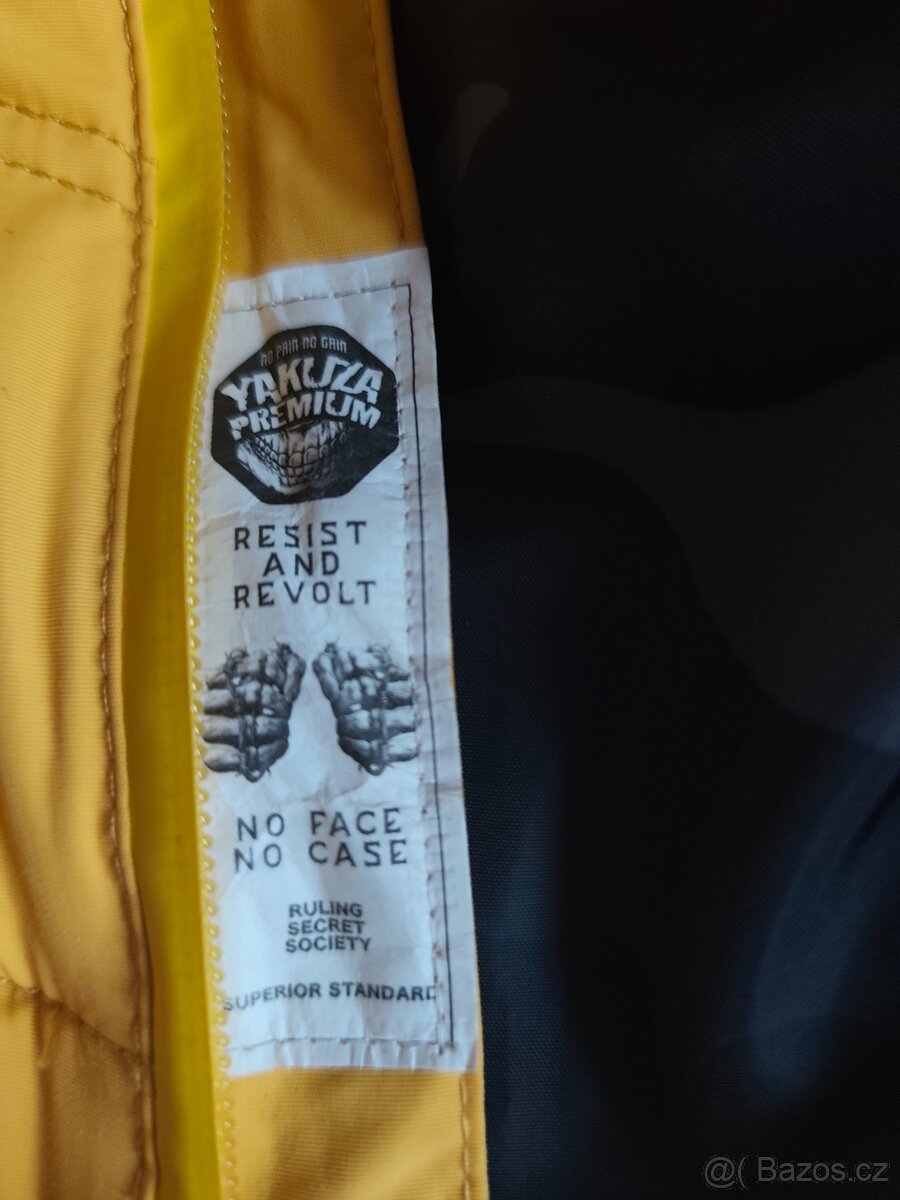 NO PAIN NO GAIN
YAKUZA
PREMIUM
RESIST
AND
REVOLT
NO FACE
NO CASE
RULING
SECRET
SOCIETY
SUPERIOR STANDARD
@( Bazos.cz